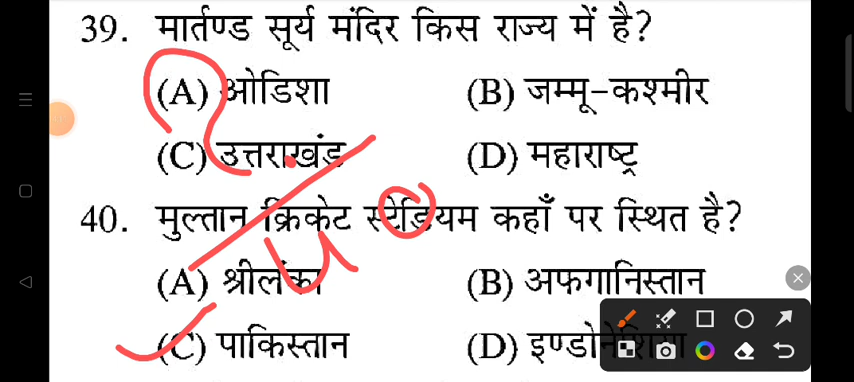 39. मार्तण्ड सूर्य मंदिर किस राज्य में है?
(A) ओडिशा (B) जम्मू-कश्मीर
(C) उत्तराखंड (D) महाराष्ट्र
40. मुल्तान क्रिकेट स्टेडियम कहाँ पर स्थित है?
(A) श्रीलंका (B) अफगानिस्तान
(C) पाकिस्तान (D) इण्डोनेशिया